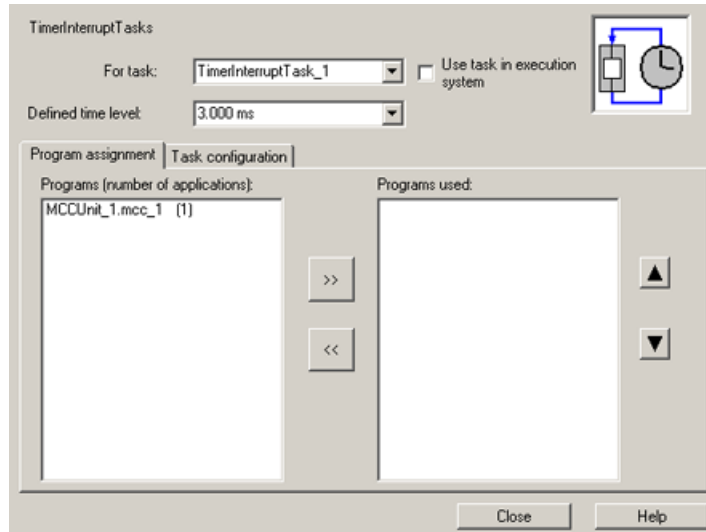 TimerInterruptTasks
For task: TimerInterruptTask_1 Use task in execution system
Defined time level: 3.000 ms
Program assignment Task configuration
Programs (number of applications): Programs used:
MCCUnit_1.mcc_1 (1)
>>
<<
Close Help